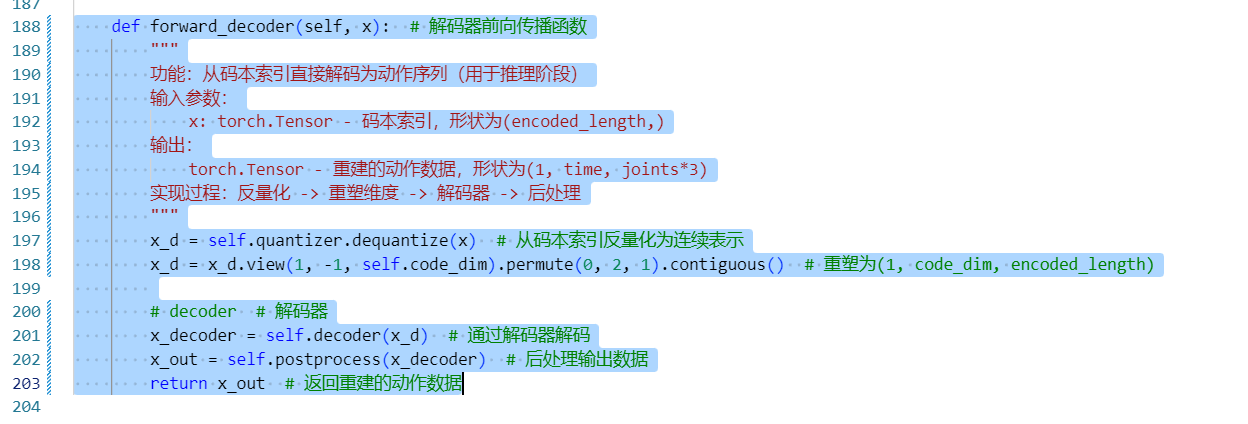 187
188 def forward_decoder(self, x):  # 解码器前向传播函数
189 """
190 功能：从码本索引直接解码为动作序列（用于推理阶段）
191 输入参数：
192 x: torch.Tensor - 码本索引，形状为(encoded_length,)
193 输出：
194 torch.Tensor - 重建的动作数据，形状为(1, time, joints*3)
195 实现过程：反量化 -> 重塑维度 -> 解码器 -> 后处理
196 """
197 x_d = self.quantizer.dequantize(x)  # 从码本索引反量化为连续表示
198 x_d = x_d.view(1, -1, self.code_dim).permute(0, 2, 1).contiguous()  # 重塑为(1, code_dim, encoded_length)
199
200 # decoder  # 解码器
201 x_decoder = self.decoder(x_d)  # 通过解码器解码
202 x_out = self.postprocess(x_decoder)  # 后处理输出数据
203 return x_out  # 返回重建的动作数据
204